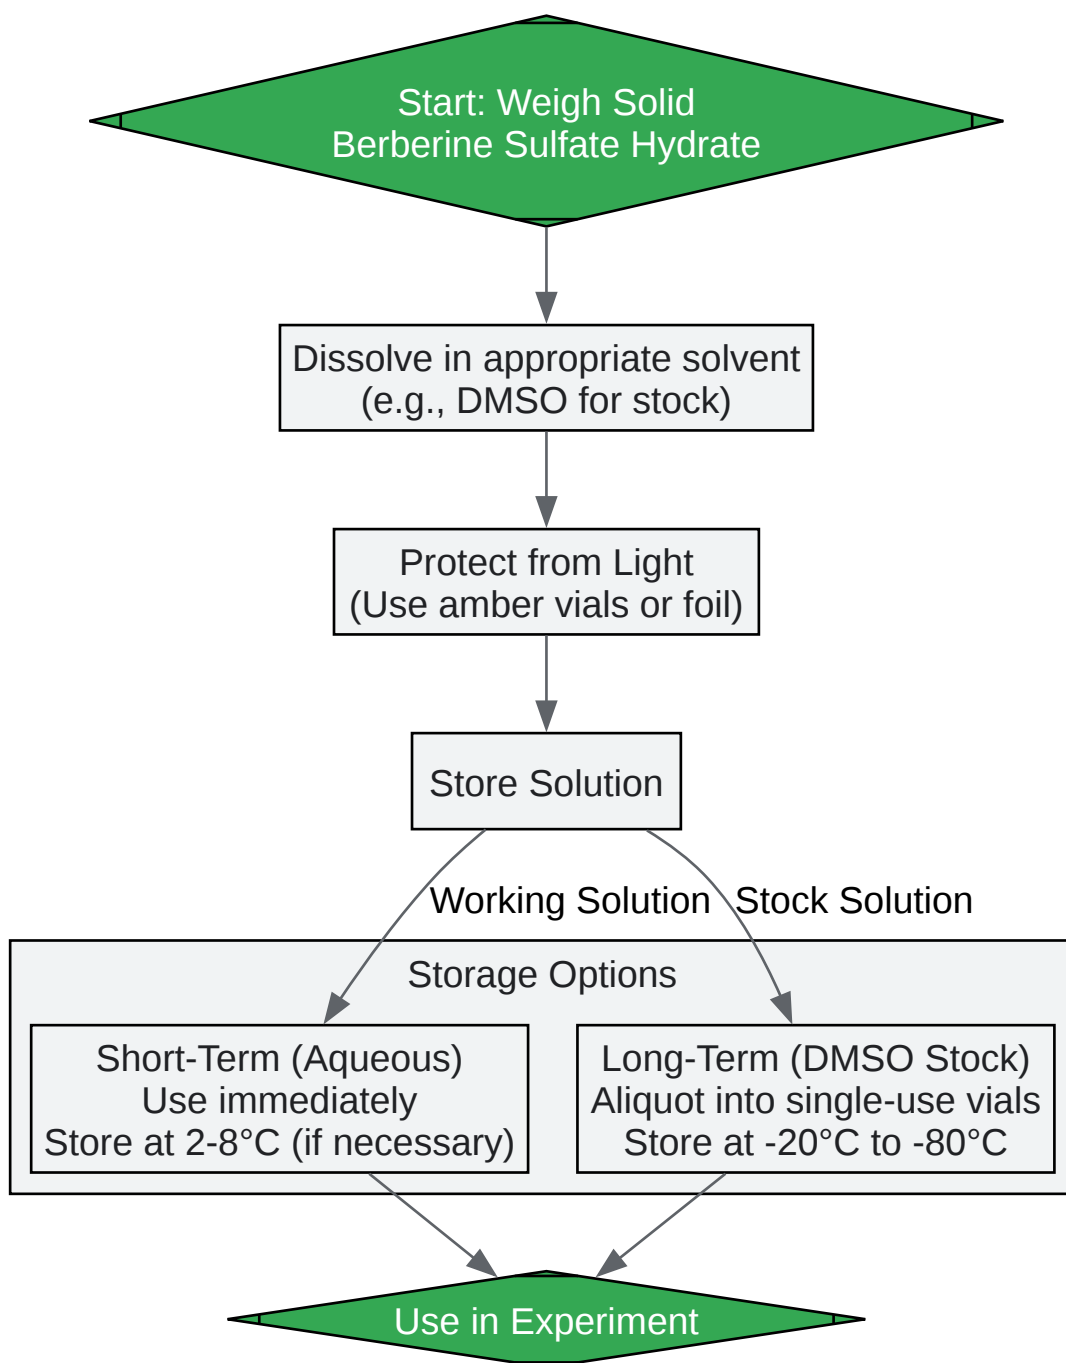 Start: Weigh Solid
Berberine Sulfate Hydrate
Dissolve in appropriate solvent
(e.g., DMSO for stock)
Protect from Light
(Use amber vials or foil)
Store Solution
Working Solution
Stock Solution
Storage Options
Short-Term (Aqueous)
Use immediately
Store at 2-8°C (if necessary)
Long-Term (DMSO Stock)
Aliquot into single-use vials
Store at -20°C to -80°C
Use in Experiment